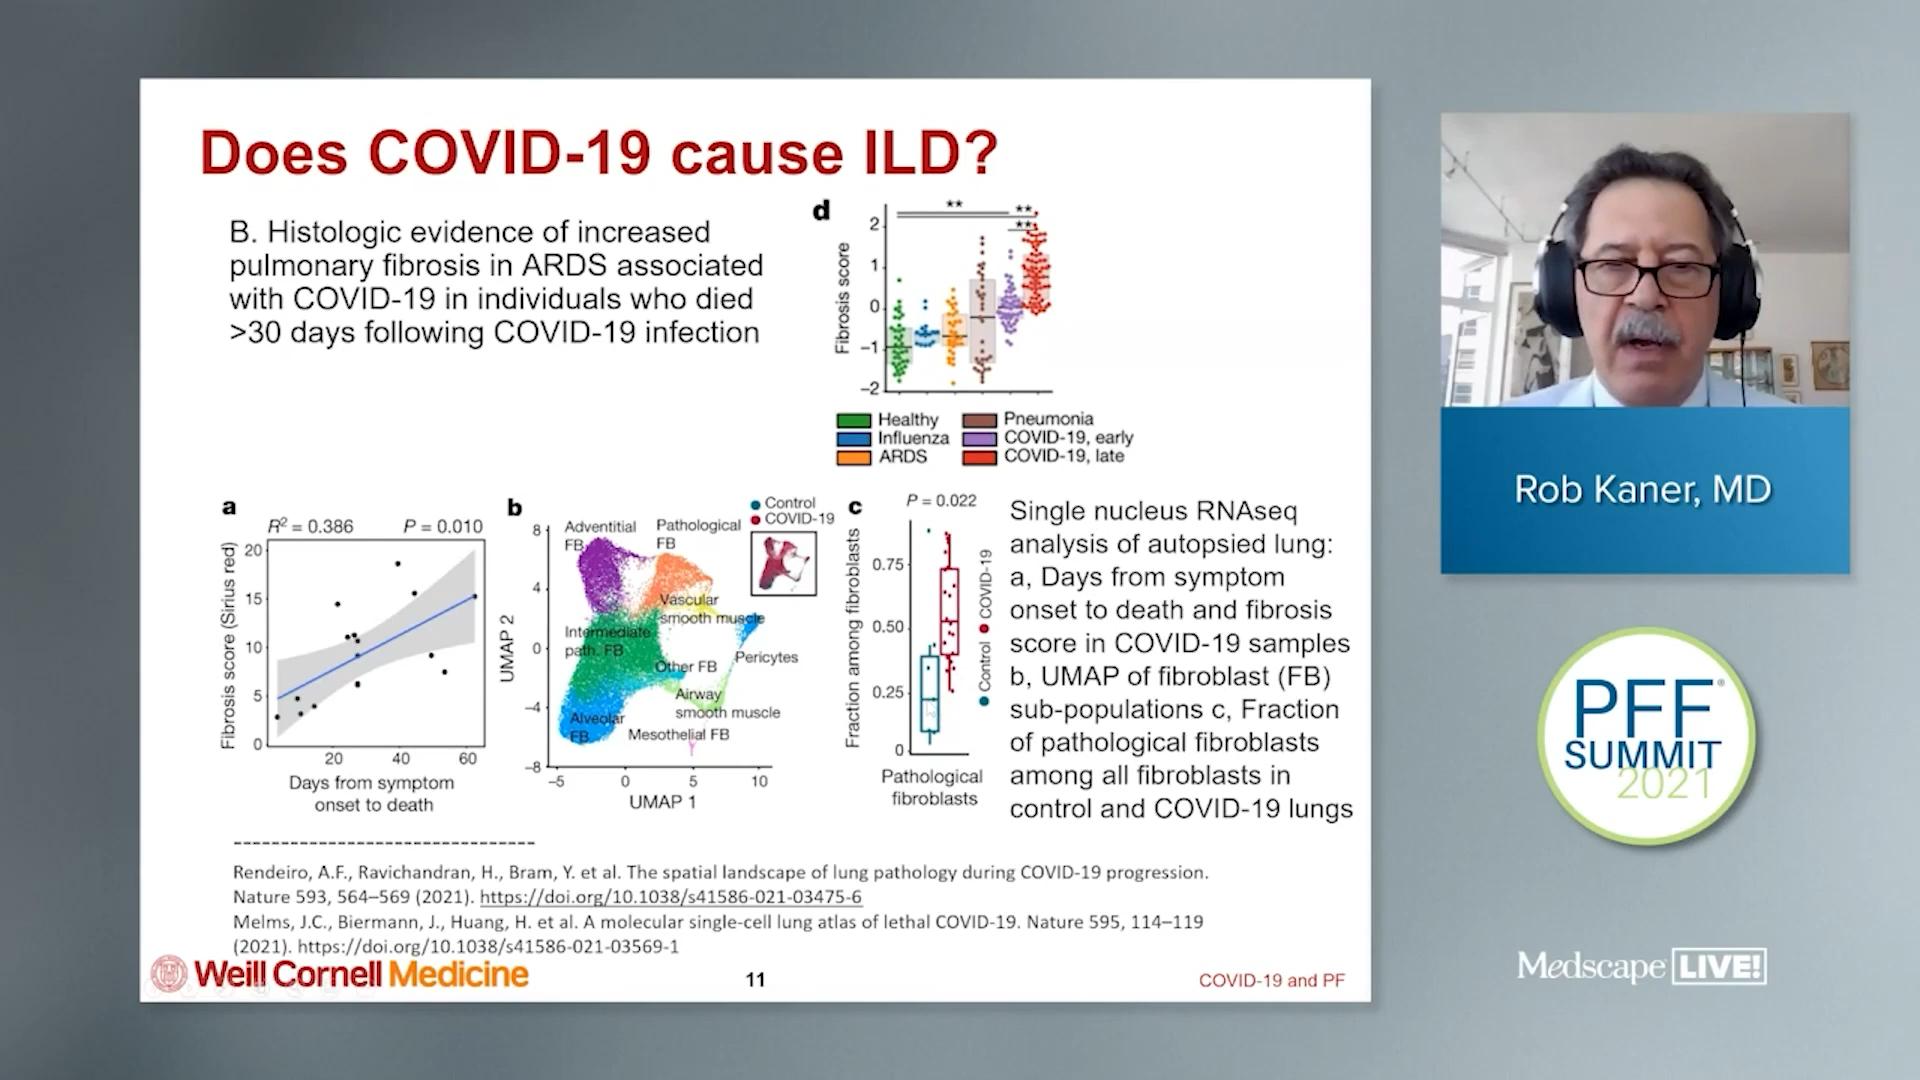 Does COVID-19 cause ILD?
B. Histologic evidence of increased
pulmonary fibrosis in ARDS associated
with COVID-19 in individuals who died
>30 days following COVID-19 infection
d
**
**
**
Fibrosis score
2
1
0
−1
−2
Healthy
Influenza
ARDS
Pneumonia
COVID-19, early
COVID-19, late
a
R² = 0.386 P = 0.010
Fibrosis score (Sirius red)
20
15
10
5
0
20 40 60
Days from symptom
onset to death
b
Control
COVID-19
UMAP 2
8
4
0
−4
−8
Adventitial
FB
Pathological
FB
Vascular
smooth muscle
Intermediate
path. FB
Other FB
Pericytes
Airway
smooth muscle
Alveolar
FB
Mesothelial FB
−5 0 5 10
UMAP 1
c
P = 0.022
Fraction among fibroblasts
0.75
0.50
0.25
0
Control COVID-19
Pathological
fibroblasts
Single nucleus RNAseq
analysis of autopsied lung:
a, Days from symptom
onset to death and fibrosis
score in COVID-19 samples
b, UMAP of fibroblast (FB)
sub-populations c, Fraction
of pathological fibroblasts
among all fibroblasts in
control and COVID-19 lungs
--------------------------------
Rendeiro, A.F., Ravichandran, H., Bram, Y. et al. The spatial landscape of lung pathology during COVID-19 progression.
Nature 593, 564–569 (2021). https://doi.org/10.1038/s41586-021-03475-6
Melms, J.C., Biermann, J., Huang, H. et al. A molecular single-cell lung atlas of lethal COVID-19. Nature 595, 114–119
(2021). https://doi.org/10.1038/s41586-021-03569-1
Weill Cornell Medicine
11
COVID-19 and PF
Rob Kaner, MD
PFF®
SUMMIT
2021
Medscape LIVE!